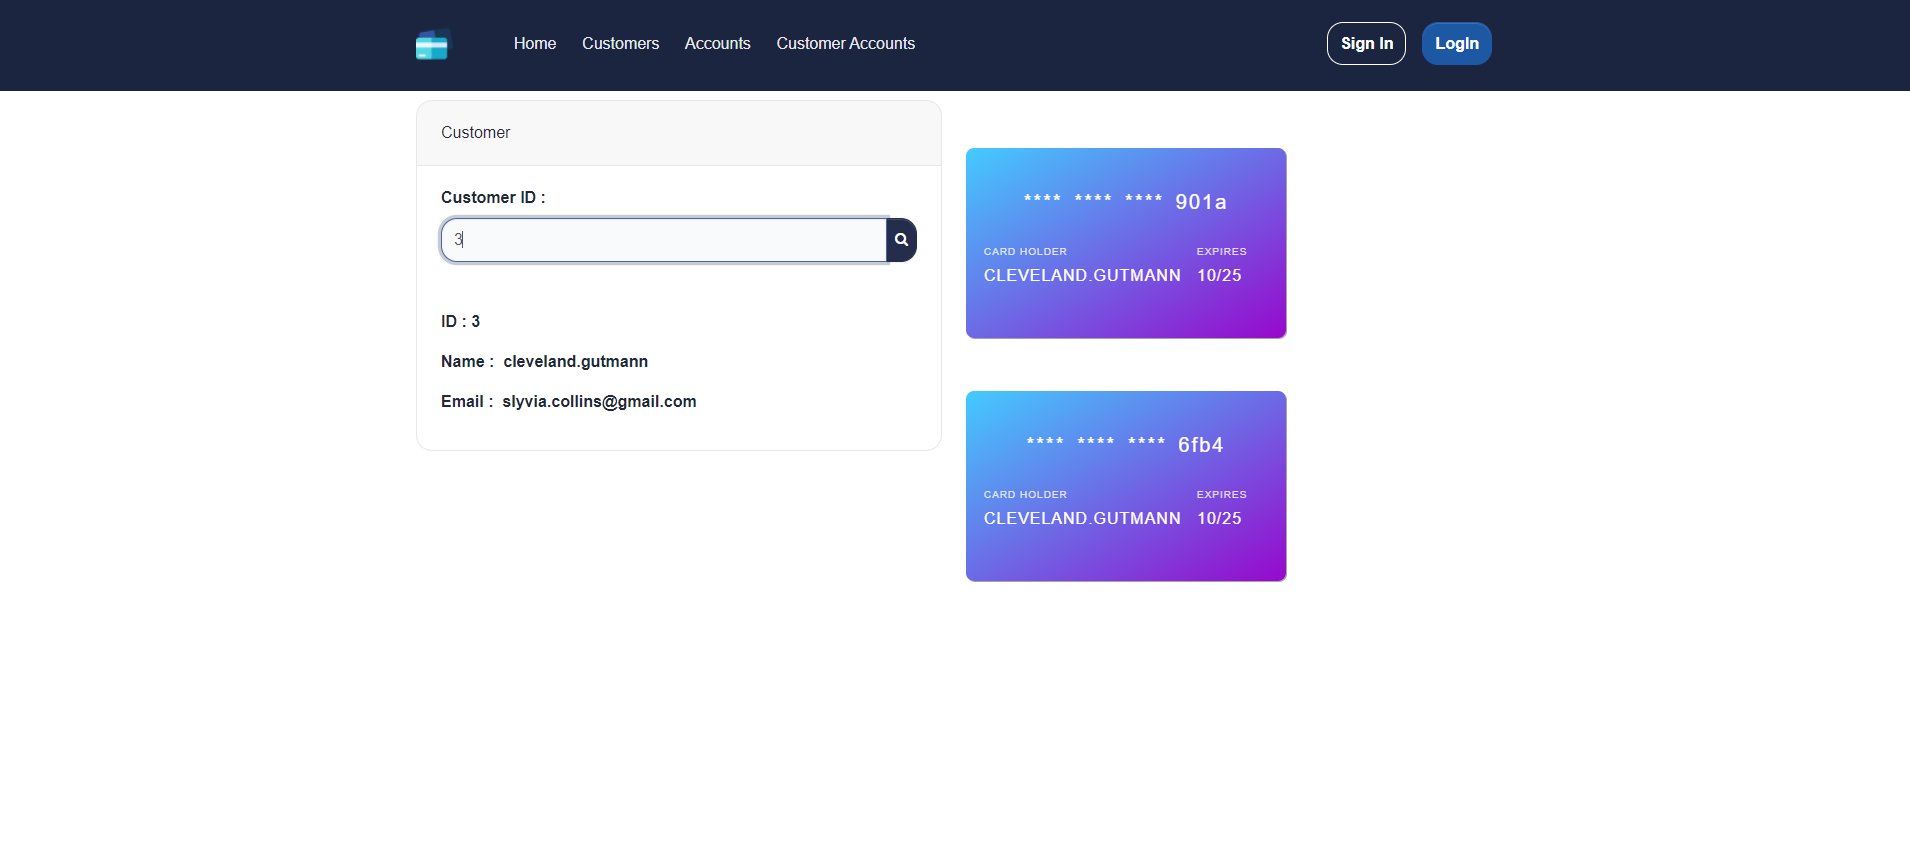 Home Customers Accounts Customer Accounts Sign In LogIn
Customer
Customer ID :
3
ID : 3
Name : cleveland.gutmann
Email : slyvia.collins@gmail.com
**** **** **** 901a
CARD HOLDER EXPIRES
CLEVELAND.GUTMANN 10/25
**** **** **** 6fb4
CARD HOLDER EXPIRES
CLEVELAND.GUTMANN 10/25